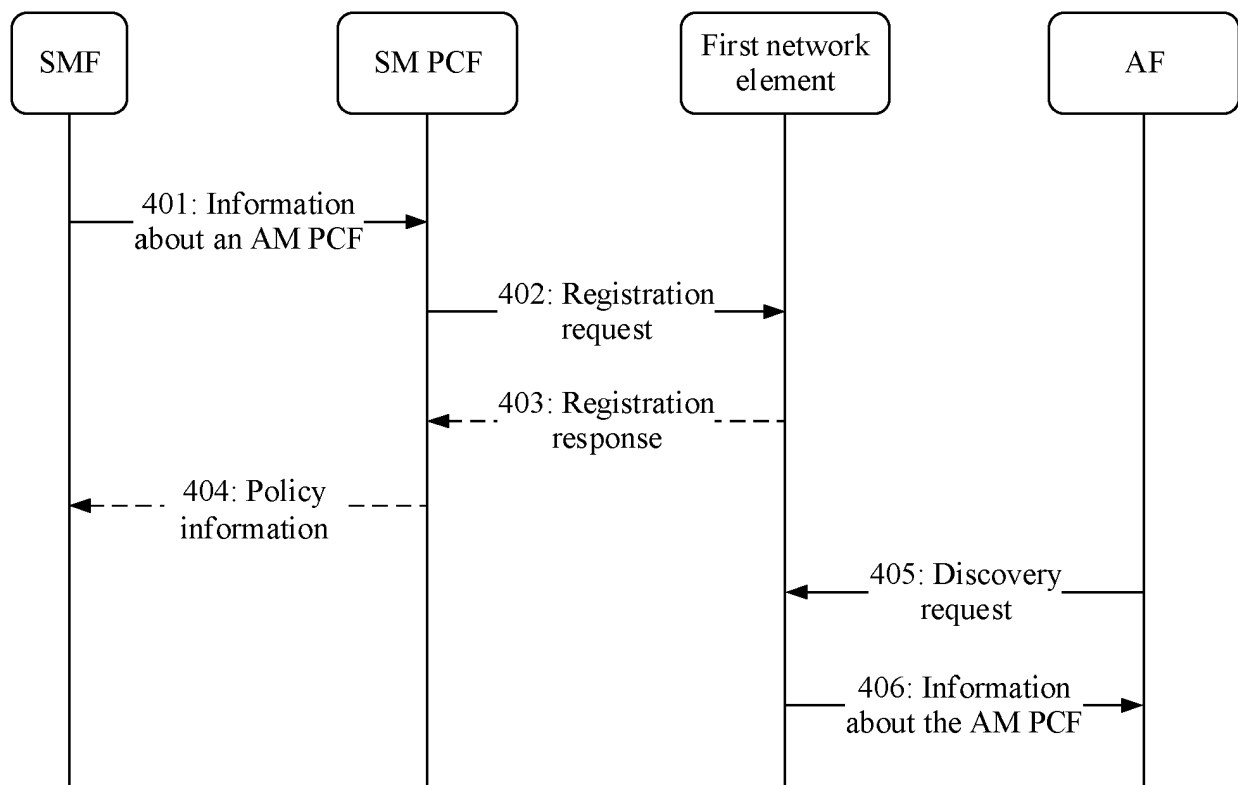 SMF
SM PCF
First network
element
AF
401: Information
about an AM PCF
402: Registration
request
403: Registration
response
404: Policy
information
405: Discovery
request
406: Information
about the AM PCF